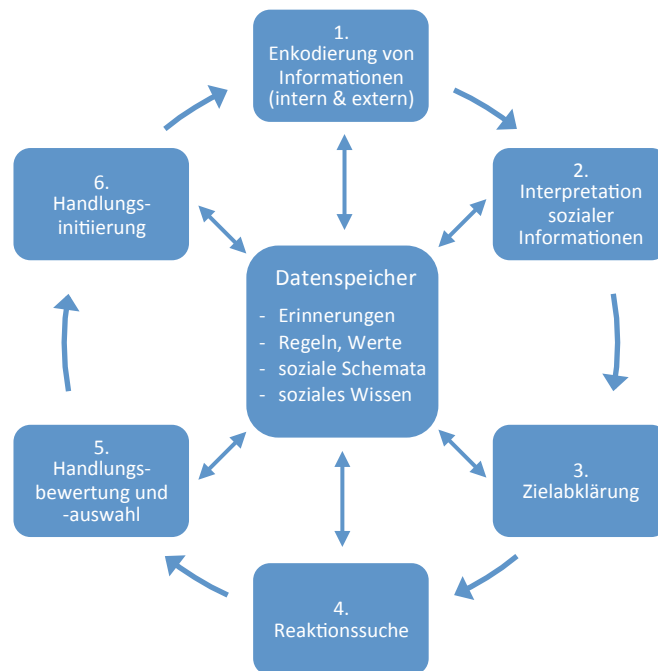 1.
Enkodierung von
Informationen
(intern & extern)
2.
Interpretation
sozialer
Informationen
3.
Zielabklärung
4.
Reaktionssuche
5.
Handlungs-
bewertung und
-auswahl
6.
Handlungs-
initiierung
Datenspeicher
- Erinnerungen
- Regeln, Werte
- soziale Schemata
- soziales Wissen